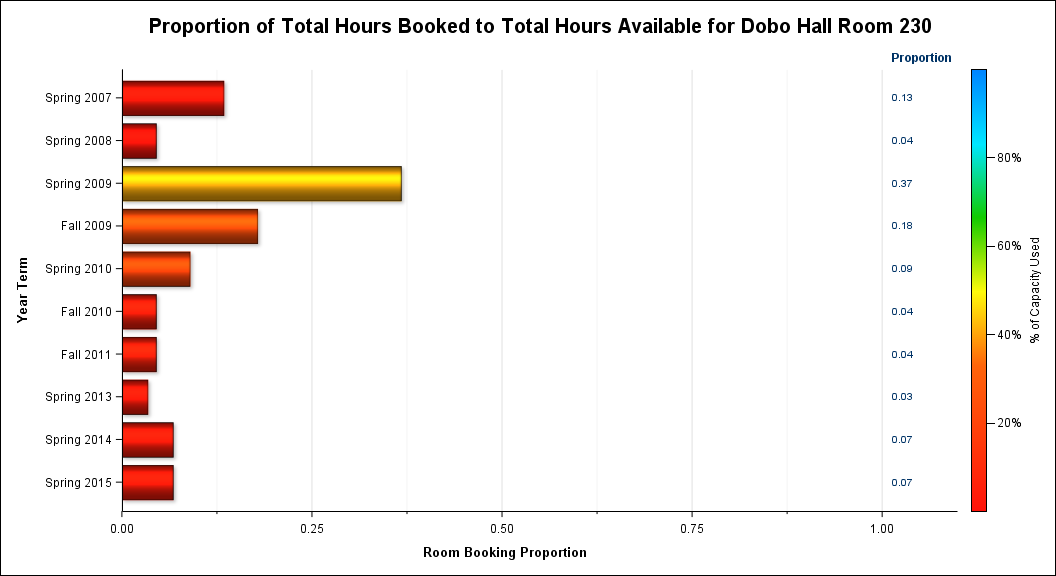 Proportion of Total Hours Booked to Total Hours Available for Dobo Hall Room 230
Proportion
Spring 2007 0.13
Spring 2008 0.04
Spring 2009 0.37
Fall 2009 0.18
Spring 2010 0.09
Fall 2010 0.04
Fall 2011 0.04
Spring 2013 0.03
Spring 2014 0.07
Spring 2015 0.07
Year Term
0.00 0.25 0.50 0.75 1.00
Room Booking Proportion
80%
60%
40%
20%
% of Capacity Used